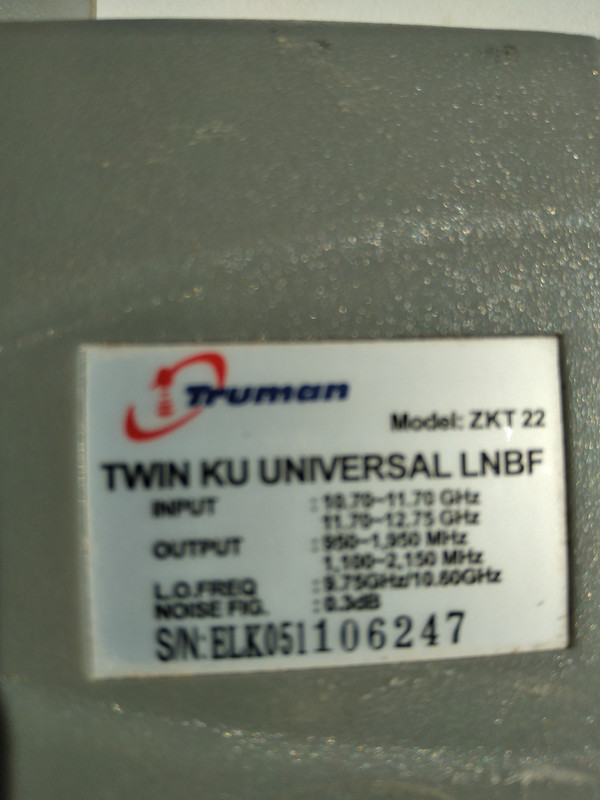 Truman
Model: ZKT 22
TWIN KU UNIVERSAL LNBF
INPUT : 10.70~11.70 GHz
11.70~12.75 GHz
OUTPUT : 950~1,950 MHz
1,100~2,150 MHz
L.O.FREQ : 9.75GHz/10.60GHz
NOISE FIG. : 0.3dB
S/N: ELK051106247